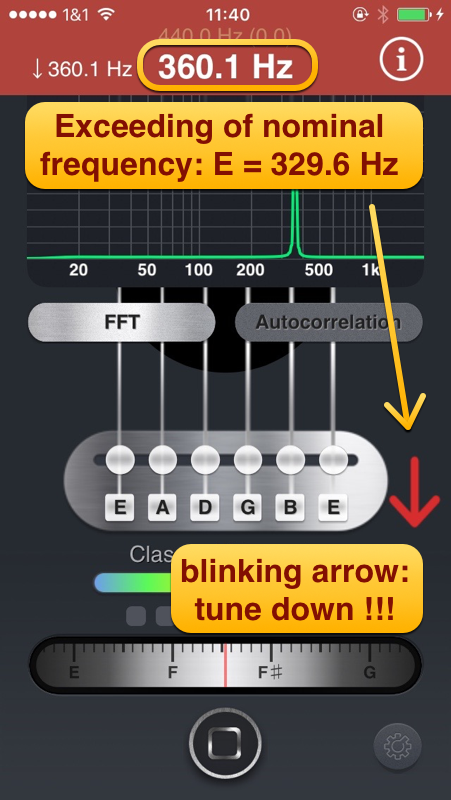 1&1 11:40
440.0 Hz (0.0)
↓360.1 Hz 360.1 Hz i
Exceeding of nominal
frequency: E = 329.6 Hz
20 50 100 200 500 1k
FFT Autocorrelation
E A D G B E
Clas
blinking arrow:
tune down !!!
E F F♯ G